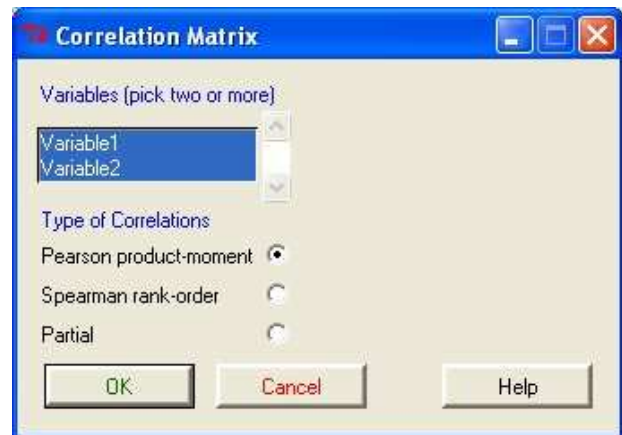 Correlation Matrix
Variables (pick two or more)
Variable1
Variable2
Type of Correlations
Pearson product-moment
Spearman rank-order
Partial
OK Cancel Help